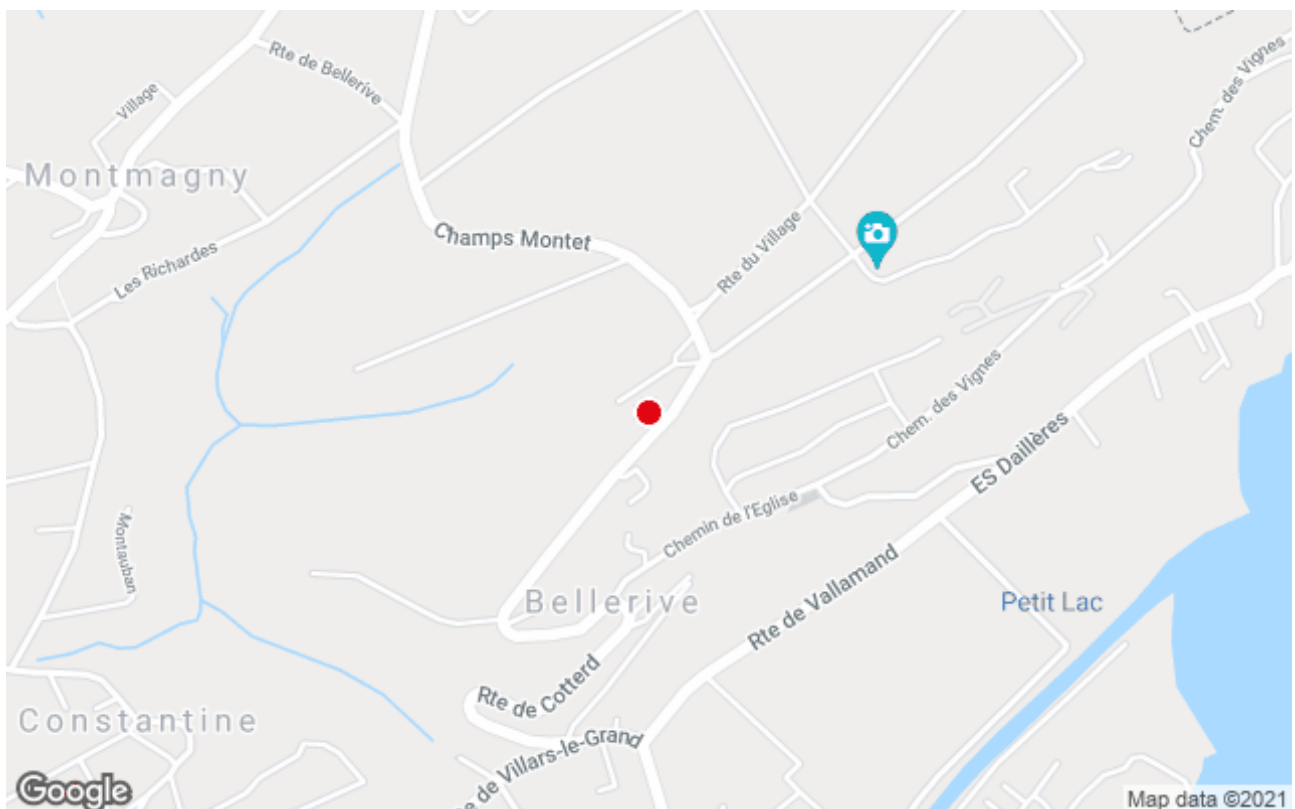 Rte de Bellerive
Village
Chem. des Vignes
Montmagny
Champs Montet
Rte du Village
Les Richardes
Chem. des Vignes
ES Daillères
Montauban
Chemin de l'Eglise
Bellerive
Rte de Vallamand
Petit Lac
Rte de Cotterd
Constantine
e de Villars-le-Grand
Google
Map data ©2021